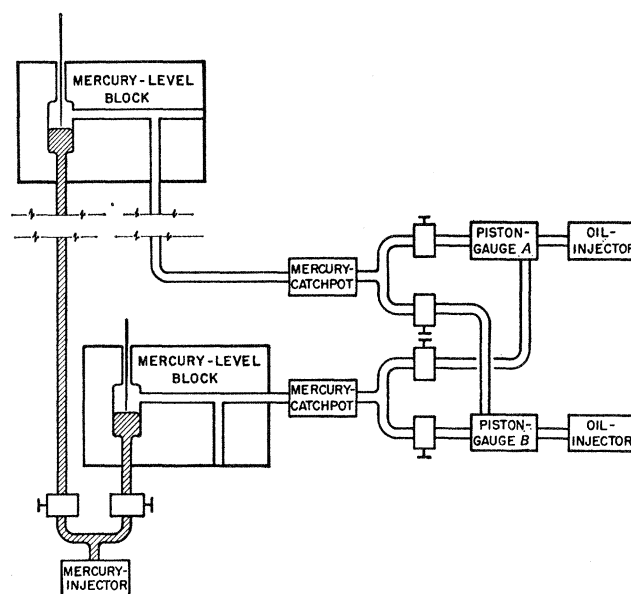 MERCURY-LEVEL
BLOCK
PISTON-
GAUGE A
OIL-
INJECTOR
MERCURY-
CATCHPOT
MERCURY-LEVEL
BLOCK
MERCURY-
CATCHPOT
PISTON-
GAUGE B
OIL-
INJECTOR
MERCURY-
INJECTOR